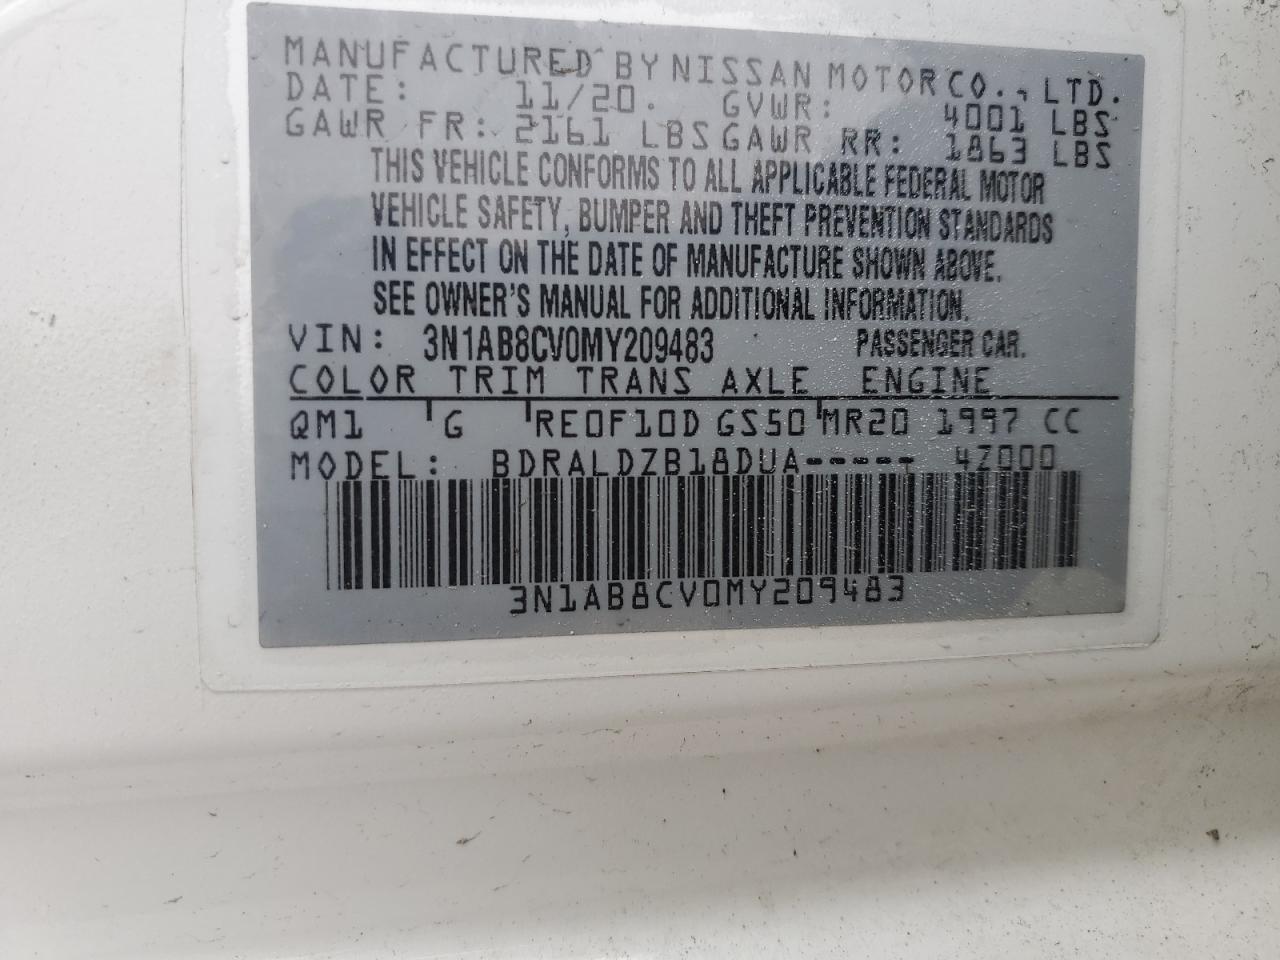 MANUFACTURED BY NISSAN MOTOR CO., LTD.
DATE: 11/20. GVWR: 4001 LBS
GAWR FR: 2161 LBS GAWR RR: 1863 LBS
THIS VEHICLE CONFORMS TO ALL APPLICABLE FEDERAL MOTOR
VEHICLE SAFETY, BUMPER AND THEFT PREVENTION STANDARDS
IN EFFECT ON THE DATE OF MANUFACTURE SHOWN ABOVE.
SEE OWNER'S MANUAL FOR ADDITIONAL INFORMATION.
VIN: 3N1AB8CV0MY209483 PASSENGER CAR.
COLOR TRIM TRANS AXLE ENGINE
QM1 G RE0F10D GS50 MR20 1997 CC
MODEL: BDRALDZB18DUA----- 4Z000
3N1AB8CV0MY209483